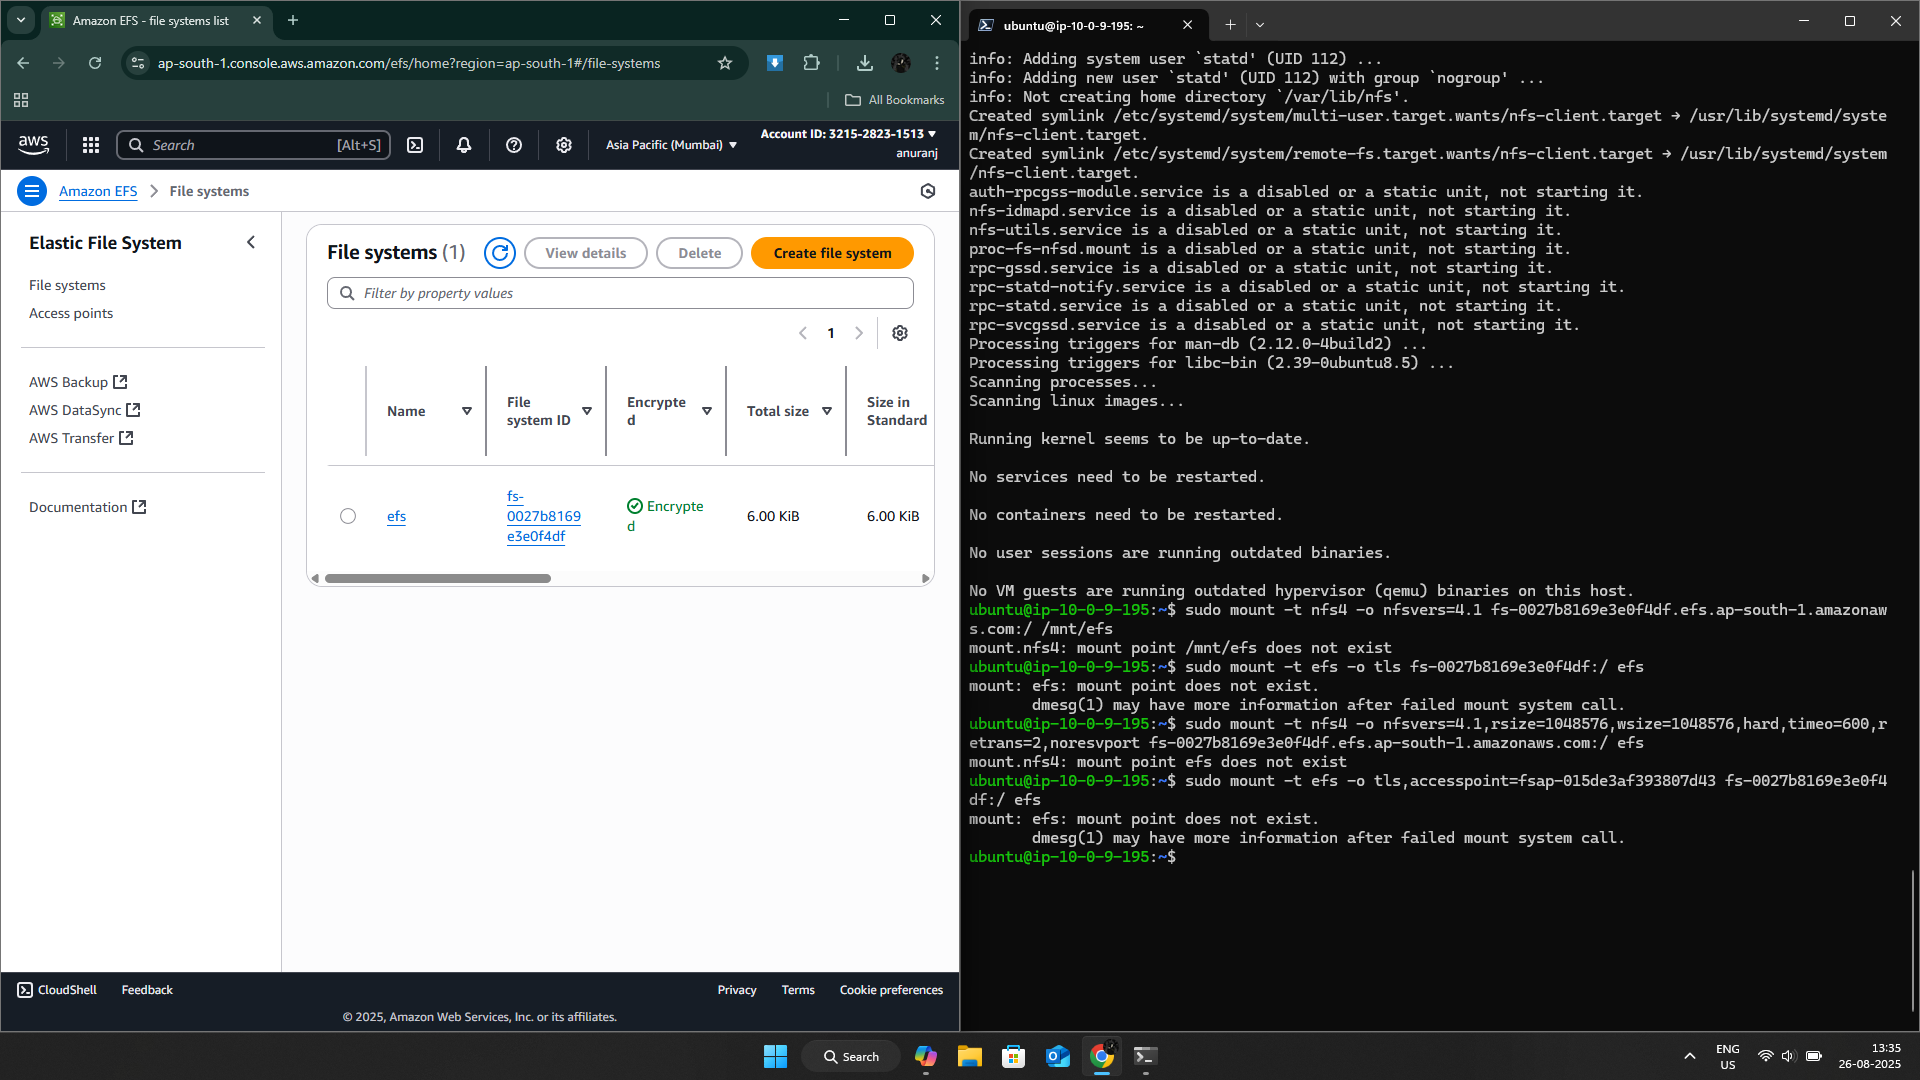 Amazon EFS - file systems list
ap-south-1.console.aws.amazon.com/efs/home?region=ap-south-1#/file-systems
All Bookmarks
aws
Search
[Alt+S]
Asia Pacific (Mumbai)
Account ID: 3215-2823-1513
anuranj
Amazon EFS
File systems
Elastic File System
File systems
Access points
AWS Backup
AWS DataSync
AWS Transfer
Documentation
File systems (1)
View details
Delete
Create file system
Filter by property values
1
Name
File
system ID
Encrypte
d
Total size
Size in
Standard
efs
fs-
0027b8169
e3e0f4df
Encrypte
d
6.00 KiB
6.00 KiB
CloudShell
Feedback
Privacy
Terms
Cookie preferences
© 2025, Amazon Web Services, Inc. or its affiliates.
ubuntu@ip-10-0-9-195: ~
info: Adding system user `statd' (UID 112) ...
info: Adding new user `statd' (UID 112) with group `nogroup' ...
info: Not creating home directory `/var/lib/nfs'.
Created symlink /etc/systemd/system/multi-user.target.wants/nfs-client.target → /usr/lib/systemd/syste
m/nfs-client.target.
Created symlink /etc/systemd/system/remote-fs.target.wants/nfs-client.target → /usr/lib/systemd/system
/nfs-client.target.
auth-rpcgss-module.service is a disabled or a static unit, not starting it.
nfs-idmapd.service is a disabled or a static unit, not starting it.
nfs-utils.service is a disabled or a static unit, not starting it.
proc-fs-nfsd.mount is a disabled or a static unit, not starting it.
rpc-gssd.service is a disabled or a static unit, not starting it.
rpc-statd-notify.service is a disabled or a static unit, not starting it.
rpc-statd.service is a disabled or a static unit, not starting it.
rpc-svcgssd.service is a disabled or a static unit, not starting it.
Processing triggers for man-db (2.12.0-4build2) ...
Processing triggers for libc-bin (2.39-0ubuntu8.5) ...
Scanning processes...
Scanning linux images...
Running kernel seems to be up-to-date.
No services need to be restarted.
No containers need to be restarted.
No user sessions are running outdated binaries.
No VM guests are running outdated hypervisor (qemu) binaries on this host.
ubuntu@ip-10-0-9-195:~$ sudo mount -t nfs4 -o nfsvers=4.1 fs-0027b8169e3e0f4df.efs.ap-south-1.amazonaw
s.com:/ /mnt/efs
mount.nfs4: mount point /mnt/efs does not exist
ubuntu@ip-10-0-9-195:~$ sudo mount -t efs -o tls fs-0027b8169e3e0f4df:/ efs
mount: efs: mount point does not exist.
dmesg(1) may have more information after failed mount system call.
ubuntu@ip-10-0-9-195:~$ sudo mount -t nfs4 -o nfsvers=4.1,rsize=1048576,wsize=1048576,hard,timeo=600,r
etrans=2,noresvport fs-0027b8169e3e0f4df.efs.ap-south-1.amazonaws.com:/ efs
mount.nfs4: mount point efs does not exist
ubuntu@ip-10-0-9-195:~$ sudo mount -t efs -o tls,accesspoint=fsap-015de3af393807d43 fs-0027b8169e3e0f4
df:/ efs
mount: efs: mount point does not exist.
dmesg(1) may have more information after failed mount system call.
ubuntu@ip-10-0-9-195:~$
Search
ENG
US
13:35
26-08-2025